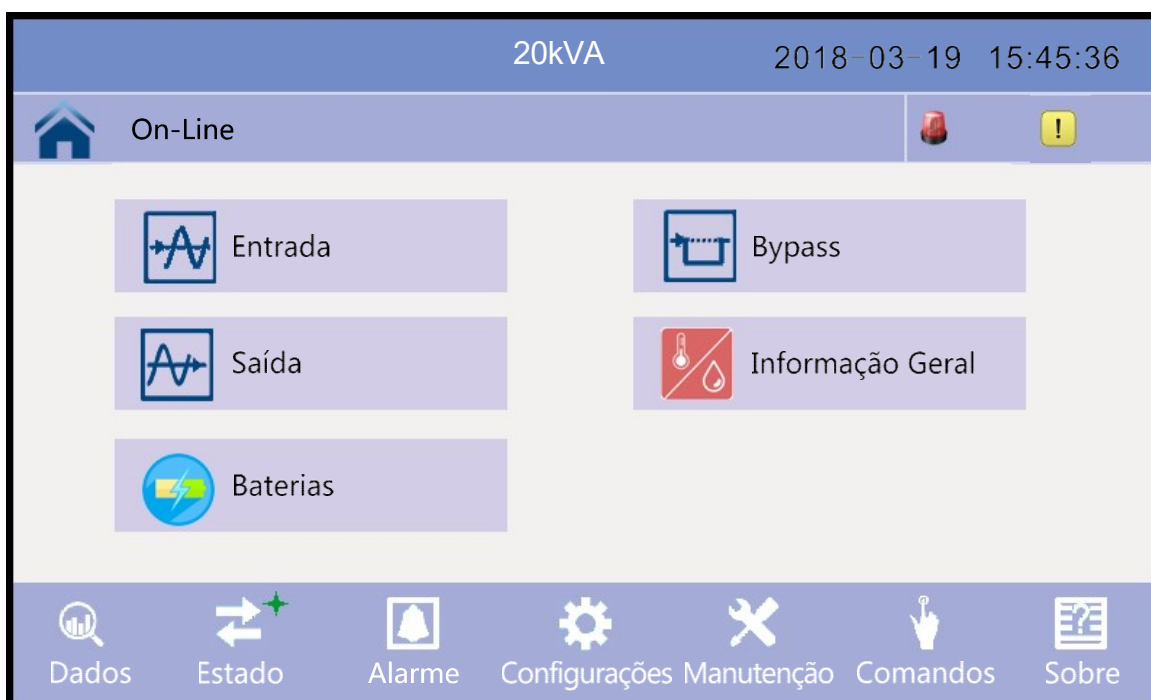 20kVA 2018-03-19 15:45:36
On-Line
Entrada Bypass
Saída Informação Geral
Baterias
Dados Estado Alarme Configurações Manutenção Comandos Sobre